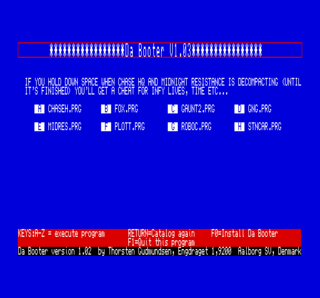 *****************Da Booter V1.03****************
IF YOU HOLD DOWN SPACE WHEN CHASE HQ AND MIDNIGHT RESISTANCE IS DECOMPACTING (UNTIL
IT'S FINISHED) YOU'LL GET A CHEAT FOR INFY LIVES, TIME ETC...
A CHASEH.PRG B FOX.PRG C GAUNT2.PRG D GNG.PRG
E MIDRES.PRG F PLOTT.PRG G ROBOC.PRG H STNCAR.PRG
KEYS:A-Z = execute program RETURN=Catalog again F0=Install Da Booter
F1=Quit this program
Da Booter version 1.02 by Thorsten Gudmundsen, Engdraget 1,9200 Aalborg SV, Denmark